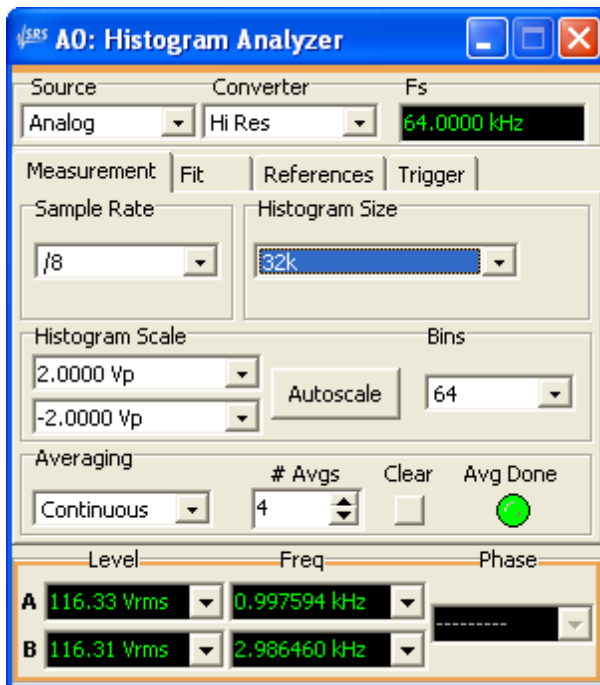 SRS A0: Histogram Analyzer
Source Converter Fs
Analog Hi Res 64.0000 kHz
Measurement Fit References Trigger
Sample Rate Histogram Size
/8 32k
Histogram Scale Bins
2.0000 Vp
Autoscale 64
-2.0000 Vp
Averaging
# Avgs Clear Avg Done
Continuous 4
Level Freq Phase
A 116.33 Vrms 0.997594 kHz
---------
B 116.31 Vrms 2.986460 kHz